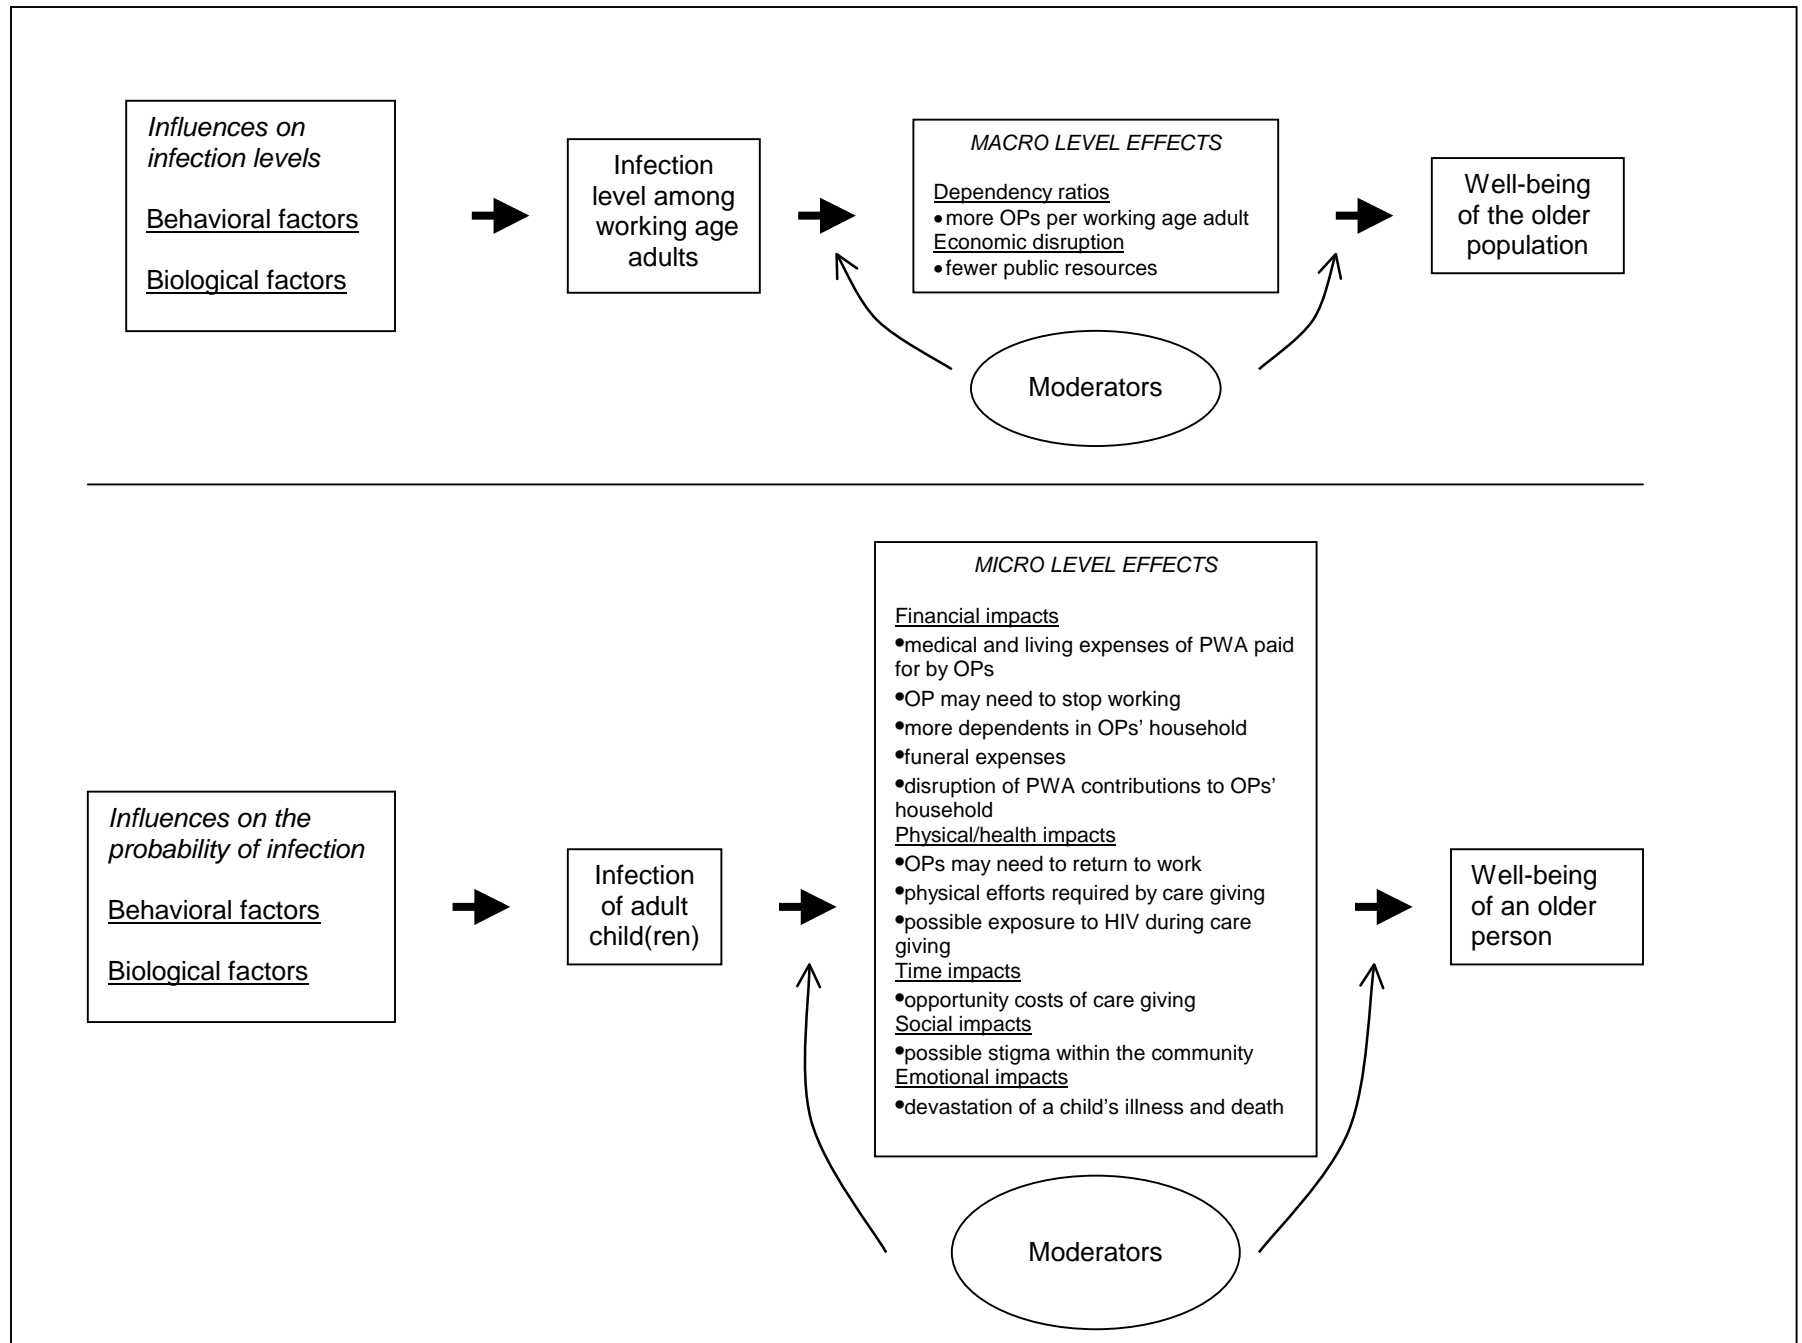 Influences on
infection levels
Behavioral factors
Biological factors
Infection
level among
working age
adults
MACRO LEVEL EFFECTS
Dependency ratios
•more OPs per working age adult
Economic disruption
•fewer public resources
Well-being
of the older
population
Moderators
Influences on the
probability of infection
Behavioral factors
Biological factors
Infection
of adult
child(ren)
MICRO LEVEL EFFECTS
Financial impacts
•medical and living expenses of PWA paid
for by OPs
•OP may need to stop working
•more dependents in OPs’ household
•funeral expenses
•disruption of PWA contributions to OPs’
household
Physical/health impacts
•OPs may need to return to work
•physical efforts required by care giving
•possible exposure to HIV during care
giving
Time impacts
•opportunity costs of care giving
Social impacts
•possible stigma within the community
Emotional impacts
•devastation of a child’s illness and death
Well-being
of an older
person
Moderators